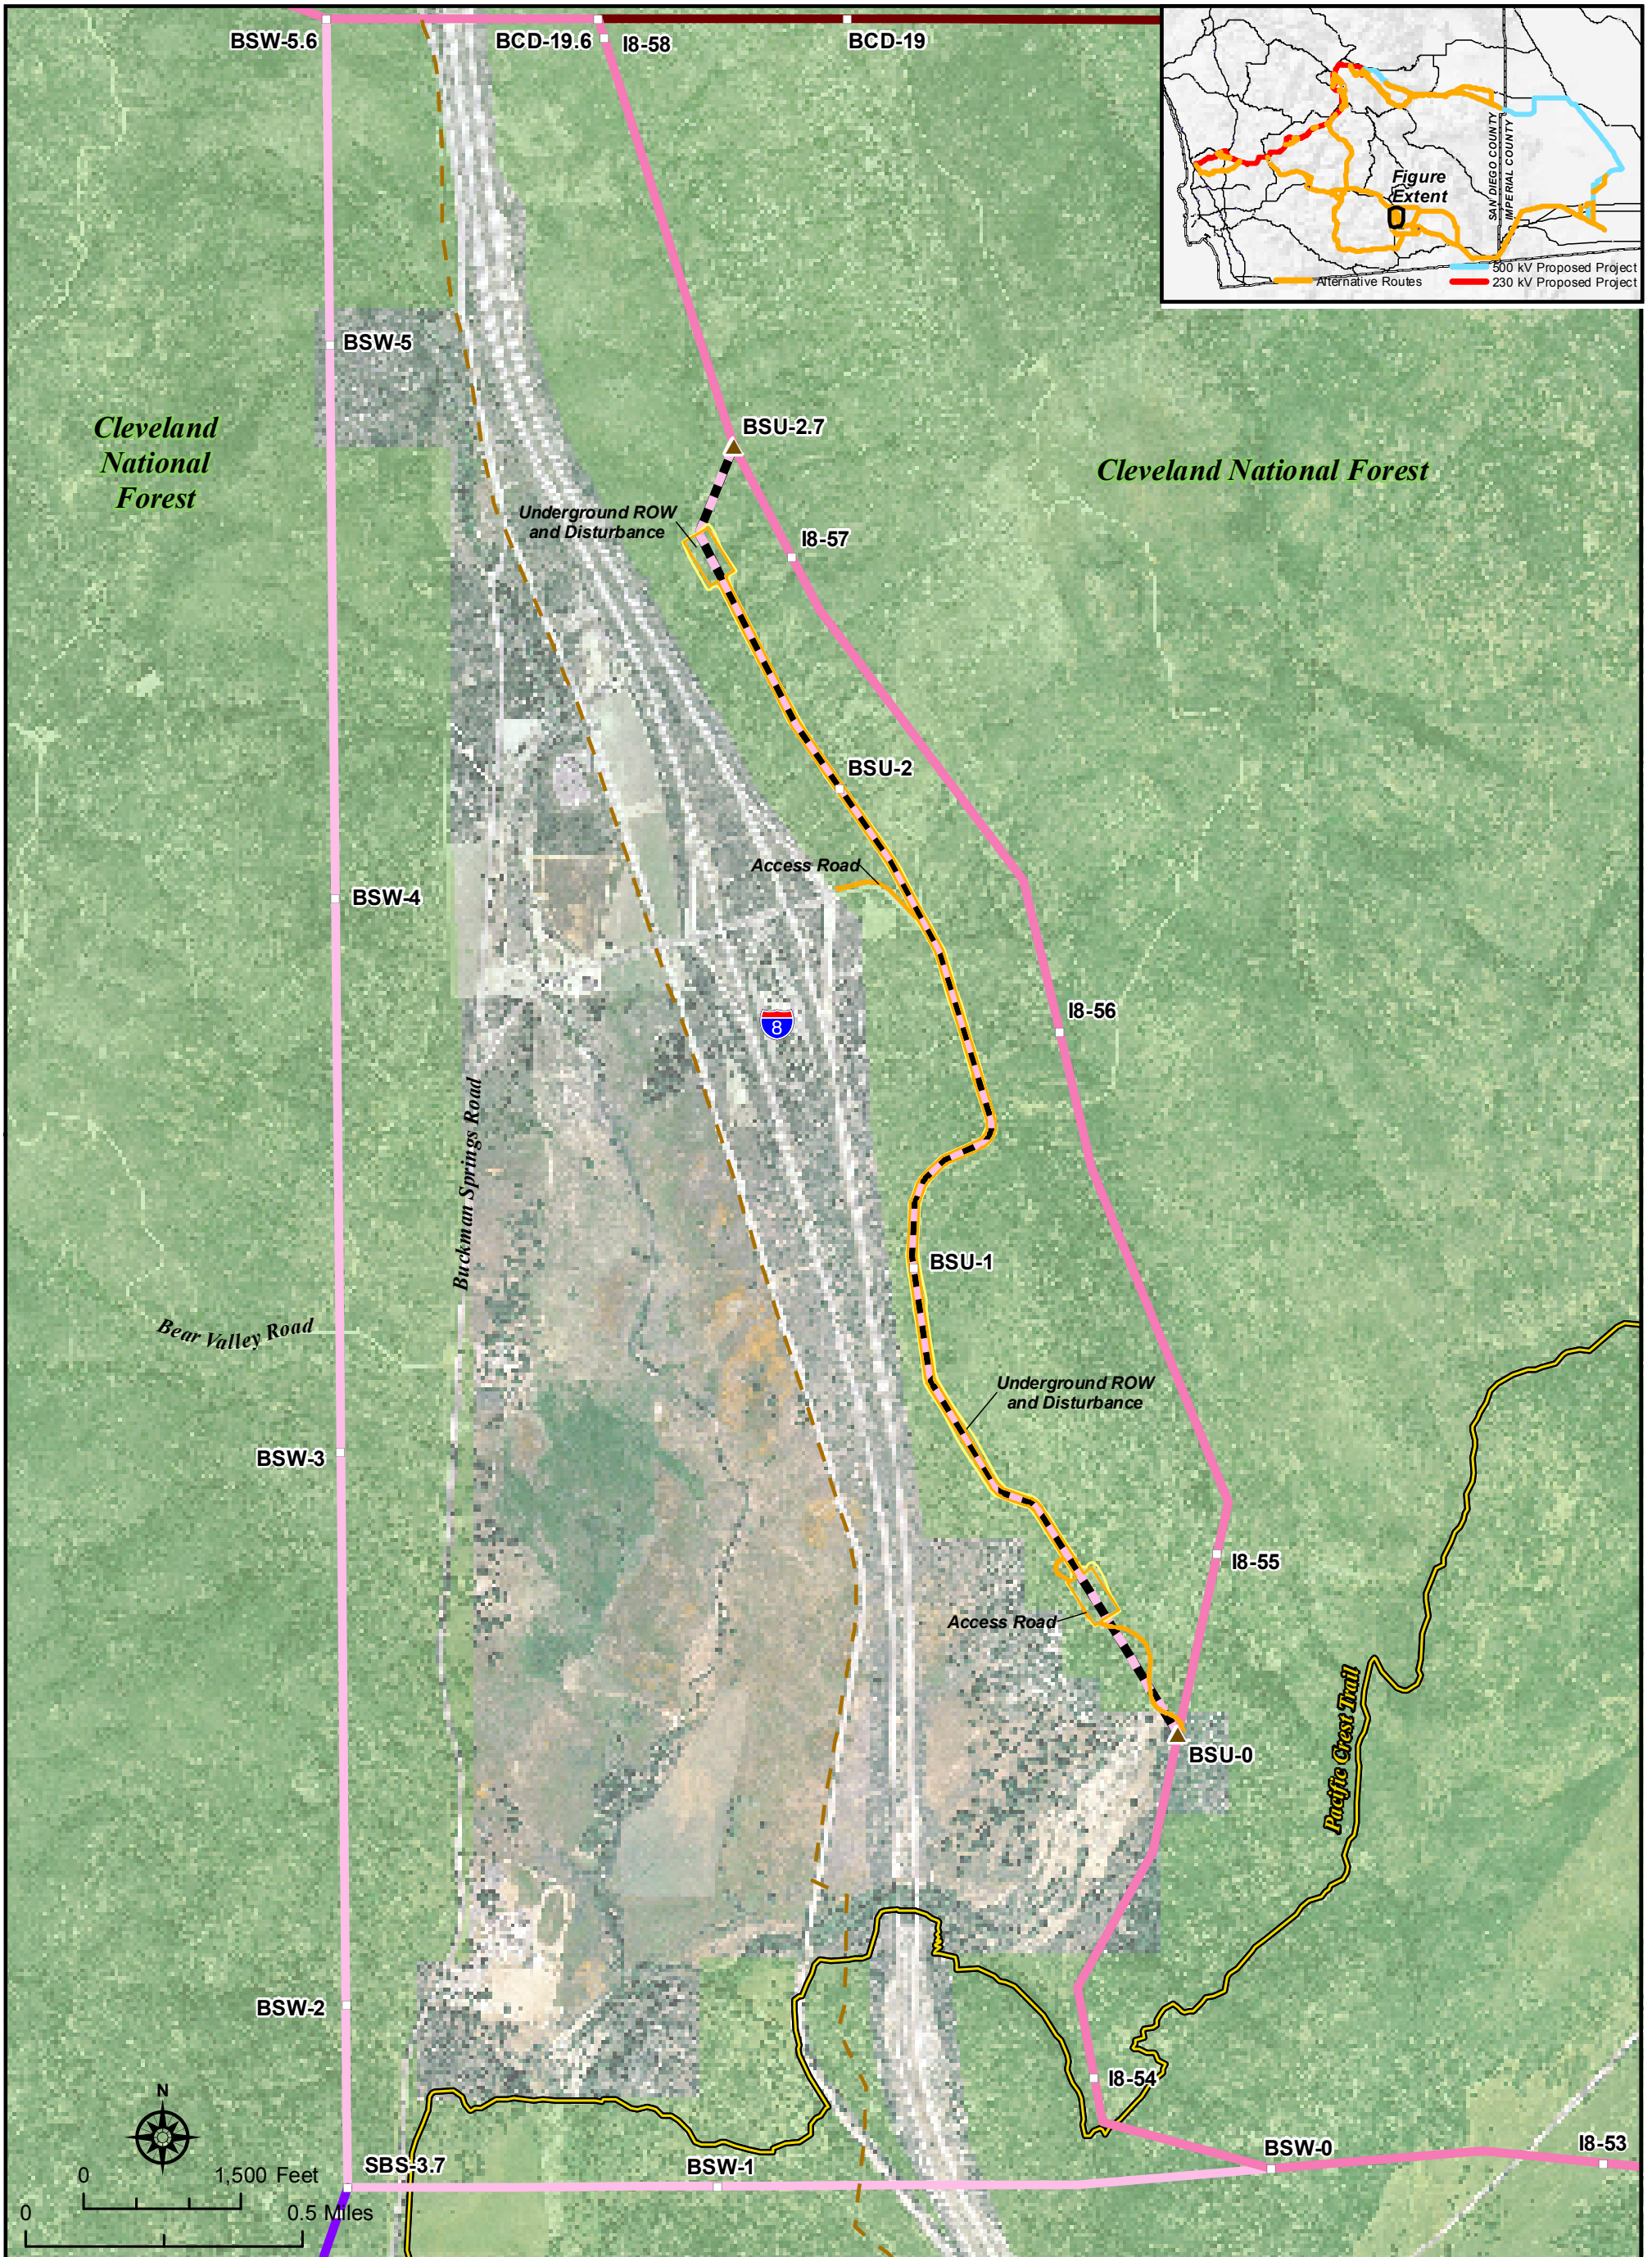 BSW-5.6
BCD-19.6
I8-58
BCD-19
SAN DIEGO COUNTY
IMPERIAL COUNTY
Figure
Extent
500 kV Proposed Project
Alternative Routes
230 kV Proposed Project
BSW-5
Cleveland
National
Forest
BSU-2.7
Cleveland National Forest
Underground ROW
and Disturbance
I8-57
BSU-2
Access Road
BSW-4
I8-56
8
Buckman Springs Road
BSU-1
Bear Valley Road
Underground ROW
and Disturbance
BSW-3
I8-55
Access Road
Pacific Crest Trail
BSU-0
BSW-2
I8-54
N
SBS-3.7
BSW-1
BSW-0
I8-53
0 1,500 Feet
0 0.5 Miles